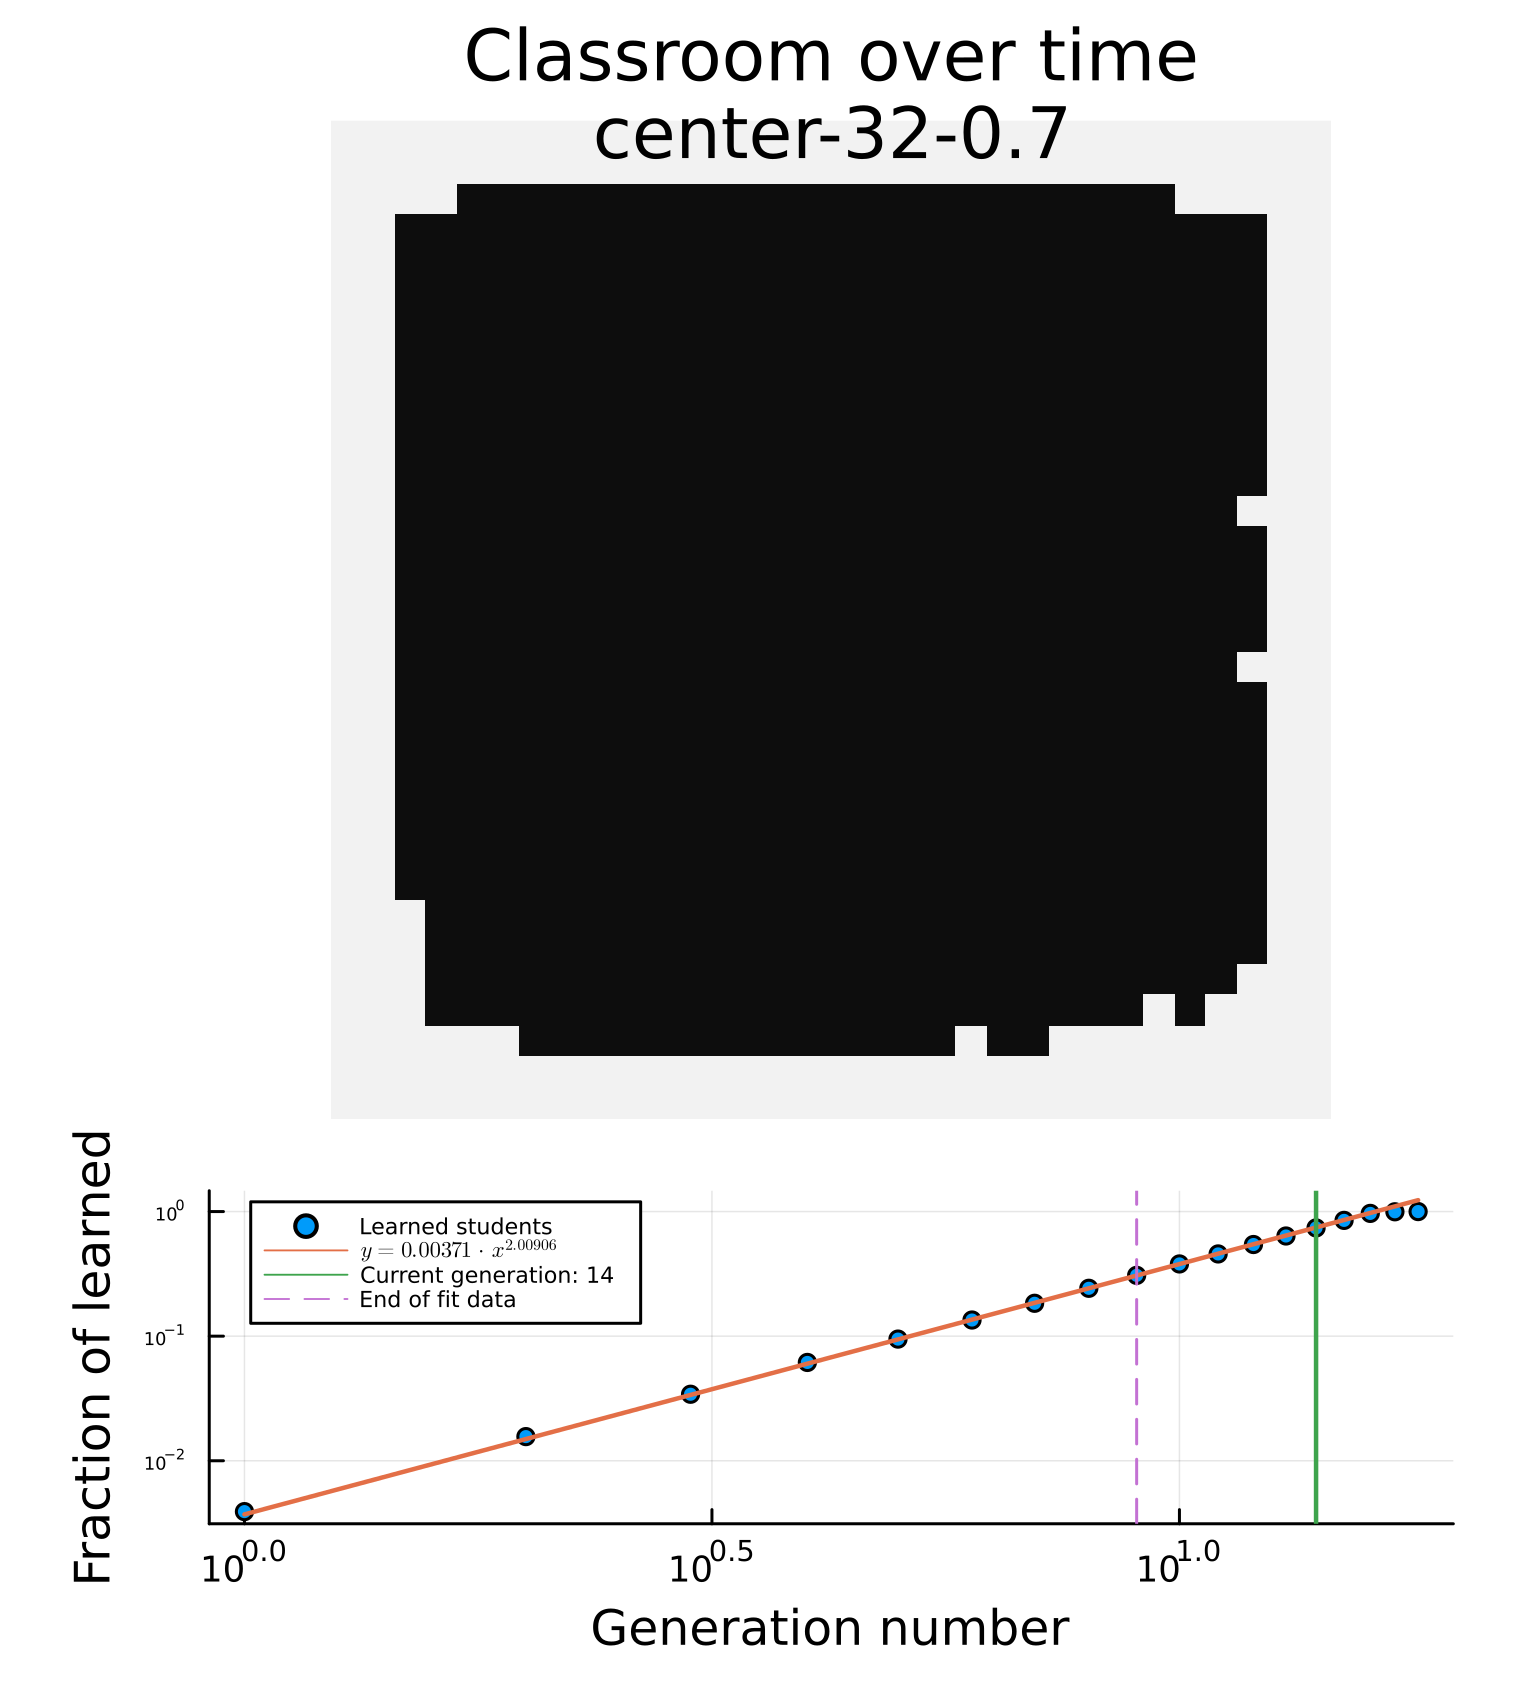 Classroom over time
center-32-0.7
Fraction of learned
10⁰
10⁻¹
10⁻²
Learned students
y = 0.00371 · x^2.00906
Current generation: 14
End of fit data
10^0.0
10^0.5
10^1.0
Generation number